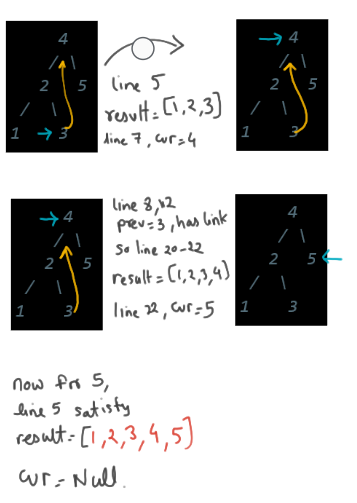 4
2 5
1 3
line 5
result = [1,2,3]
line 7, cur=4
4
2 5
1 3
4
2 5
1 3
line 8,12
prev=3, has link
so line 20-22
result=[1,2,3,4]
line 22, cur=5
4
2 5
1 3
now for 5,
line 5 satisfy
result=[1,2,3,4,5]
cur = Null.